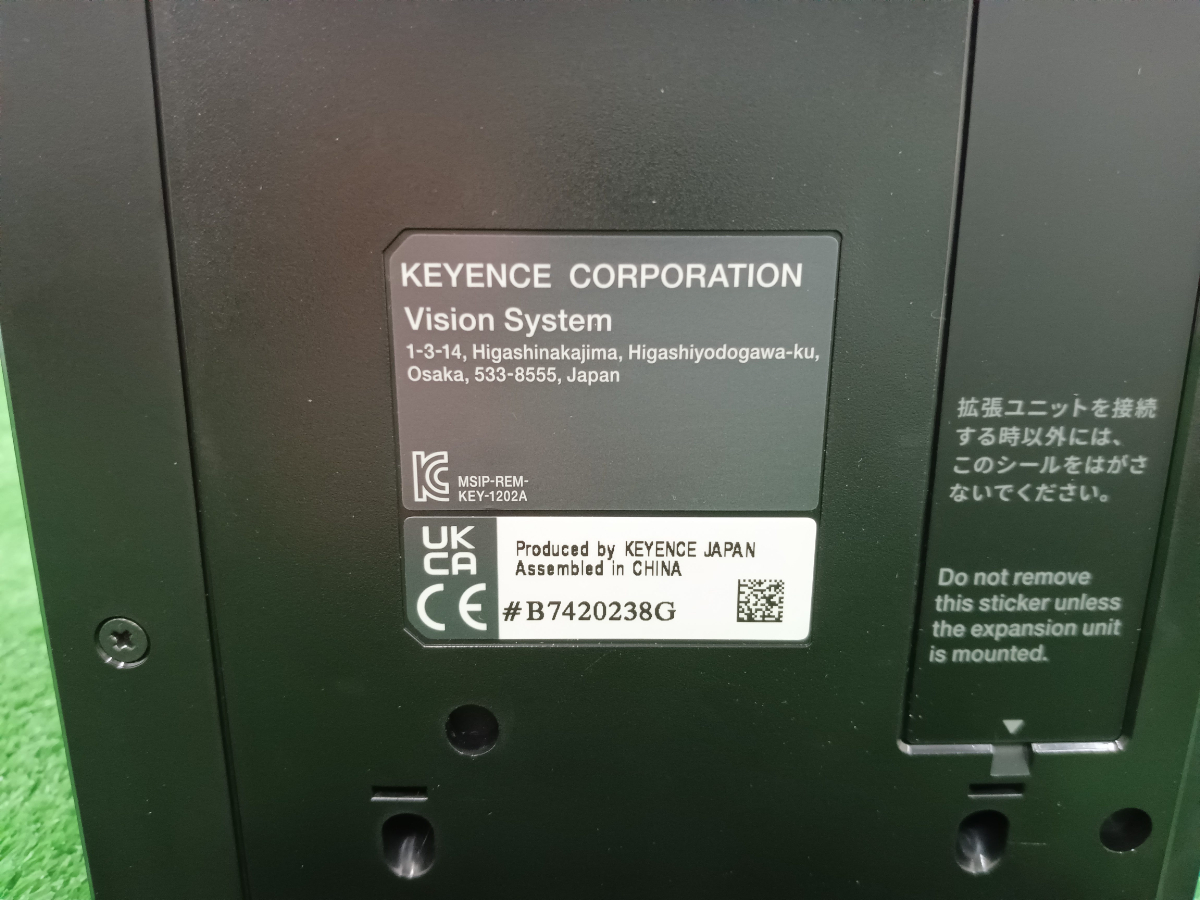 KEYENCE CORPORATION
Vision System
1-3-14, Higashinakajima, Higashiyodogawa-ku,
Osaka, 533-8555, Japan
MSIP-REM-
KEY-1202A
UK
CA
CE
Produced by KEYENCE JAPAN
Assembled in CHINA
#B7420238G
拡張ユニットを接続
する時以外には、
このシールをはがさ
ないでください。
Do not remove
this sticker unless
the expansion unit
is mounted.